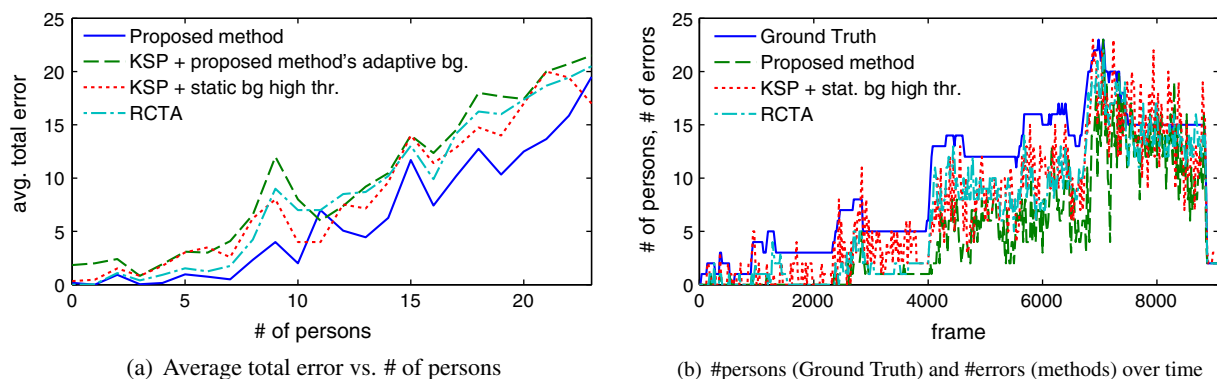 25
20
15
10
5
0
avg. total error
Proposed method
KSP + proposed method's adaptive bg.
KSP + static bg high thr.
RCTA
0 5 10 15 20
# of persons
(a) Average total error vs. # of persons
25
20
15
10
5
0
# of persons, # of errors
Ground Truth
Proposed method
KSP + stat. bg high thr.
RCTA
0 2000 4000 6000 8000
frame
(b) #persons (Ground Truth) and #errors (methods) over time